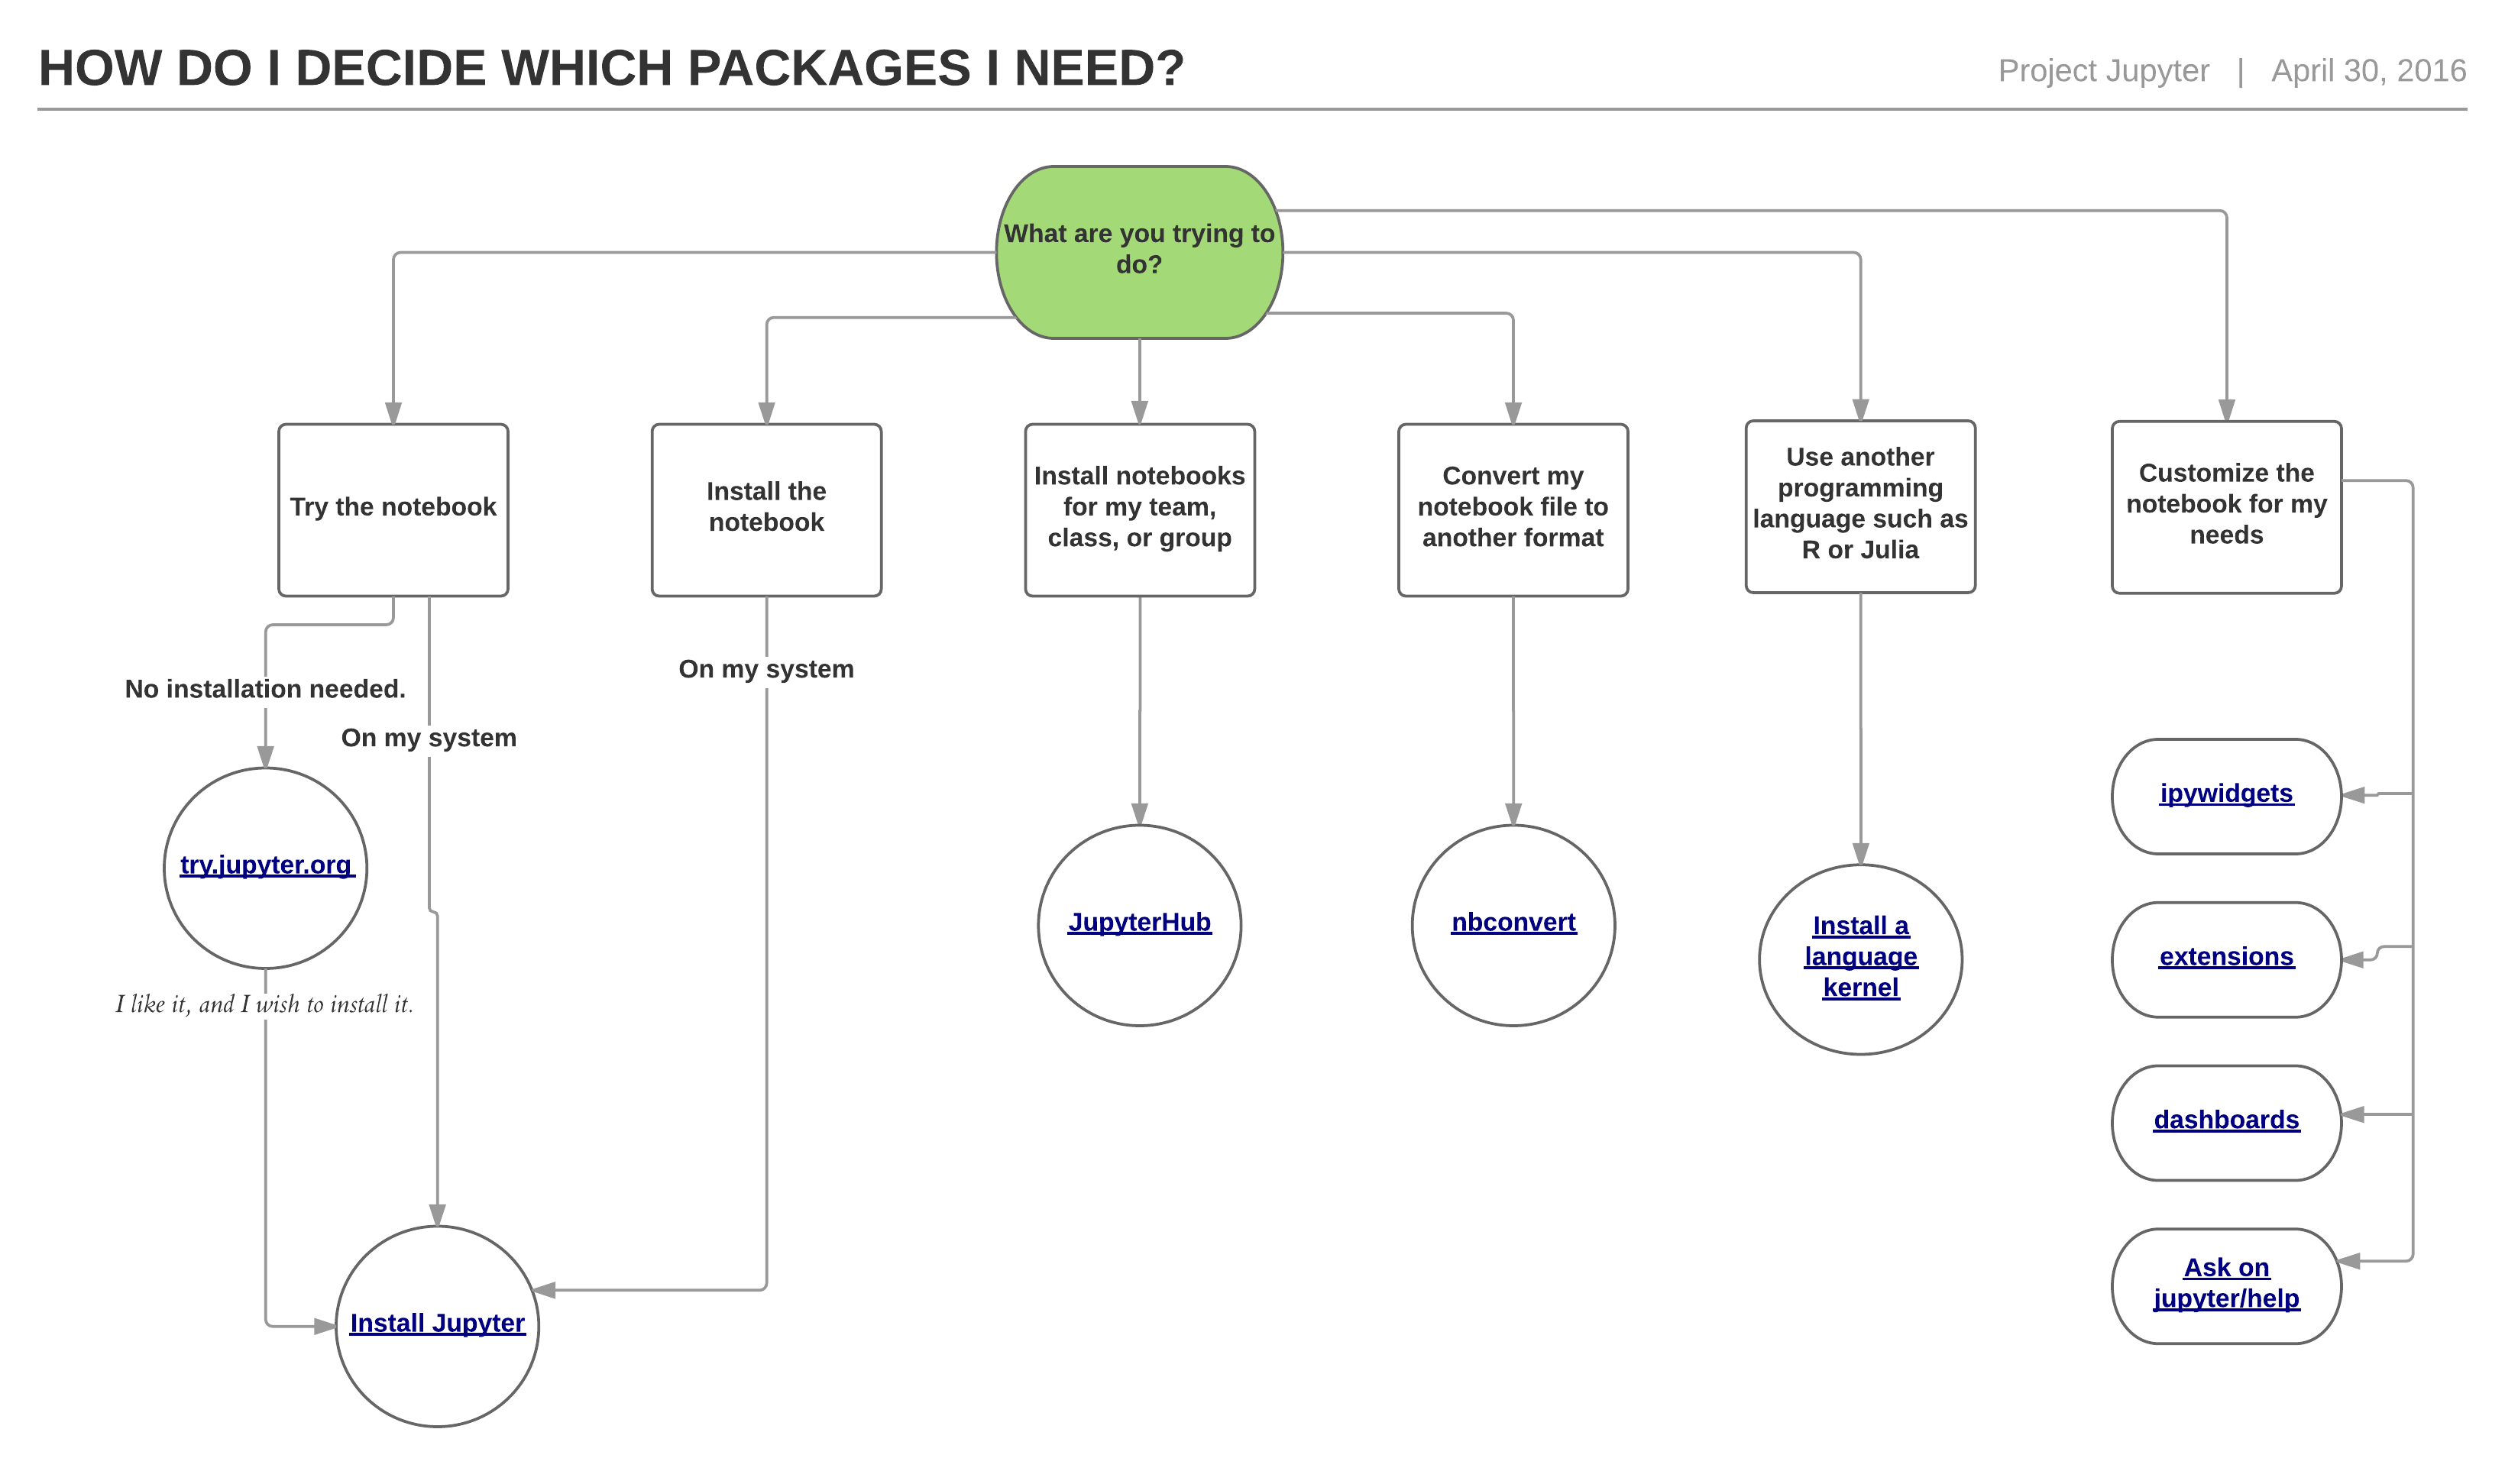 HOW DO I DECIDE WHICH PACKAGES I NEED?
Project Jupyter | April 30, 2016
What are you trying to
do?
Try the notebook
Install the
notebook
Install notebooks
for my team,
class, or group
Convert my
notebook file to
another format
Use another
programming
language such as
R or Julia
Customize the
notebook for my
needs
No installation needed.
On my system
On my system
try.jupyter.org
JupyterHub
nbconvert
Install a
language
kernel
ipywidgets
extensions
dashboards
Ask on
jupyter/help
I like it, and I wish to install it.
Install Jupyter